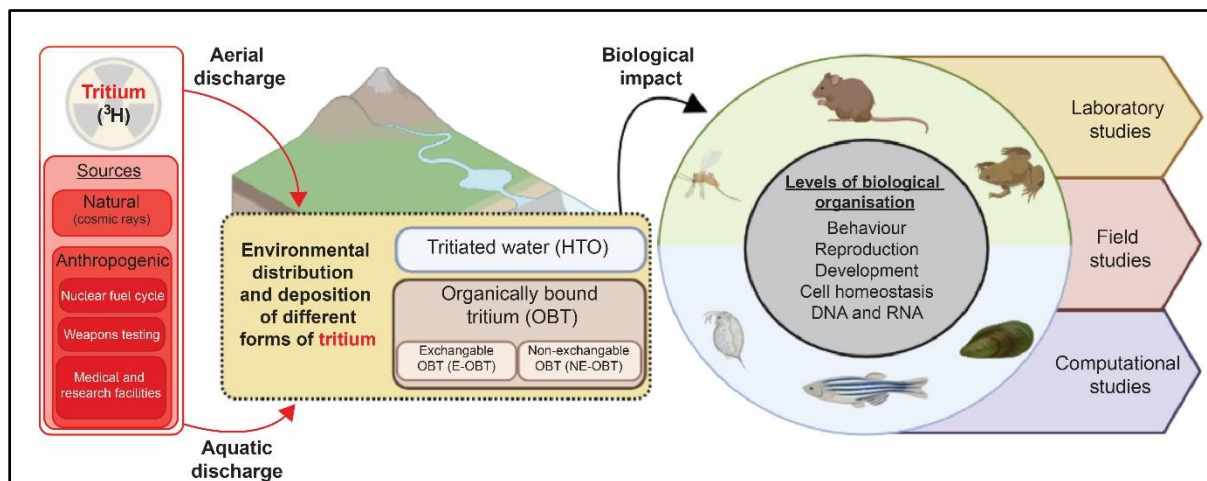 Tritium
(³H)
Sources
Natural
(cosmic rays)
Anthropogenic
Nuclear fuel cycle
Weapons testing
Medical and
research facilities
Aerial
discharge
Aquatic
discharge
Environmental
distribution
and deposition
of different
forms of tritium
Tritiated water (HTO)
Organically bound
tritium (OBT)
Exchangable
OBT (E-OBT)
Non-exchangable
OBT (NE-OBT)
Biological
impact
Levels of biological
organisation
Behaviour
Reproduction
Development
Cell homeostasis
DNA and RNA
Laboratory
studies
Field
studies
Computational
studies